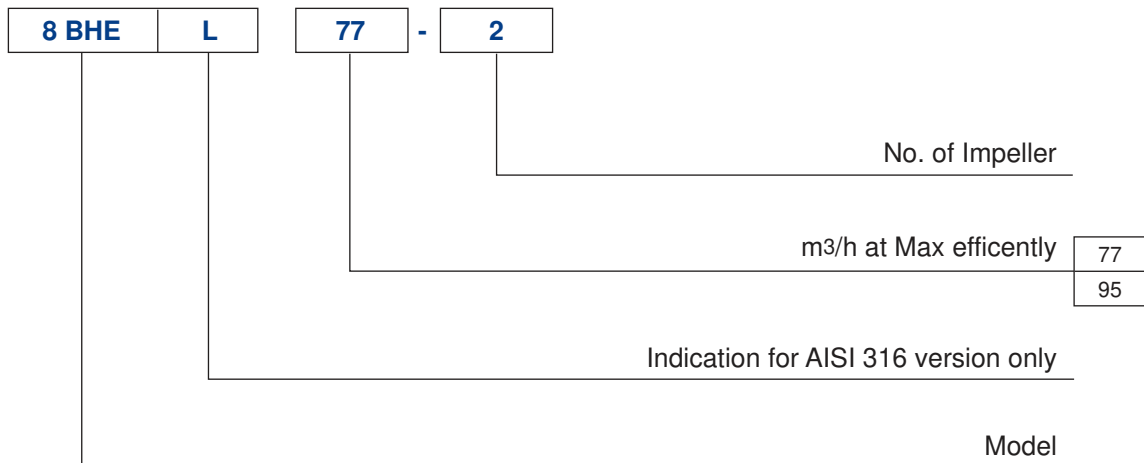 8 BHE L 77 - 2
No. of Impeller
m3/h at Max efficently 77
95
Indication for AISI 316 version only
Model